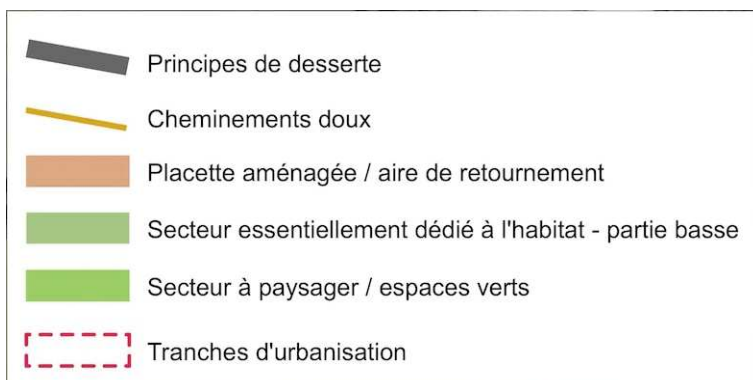 Principes de desserte
Cheminements doux
Placette aménagée / aire de retournement
Secteur essentiellement dédié à l'habitat - partie basse
Secteur à paysager / espaces verts
Tranches d'urbanisation